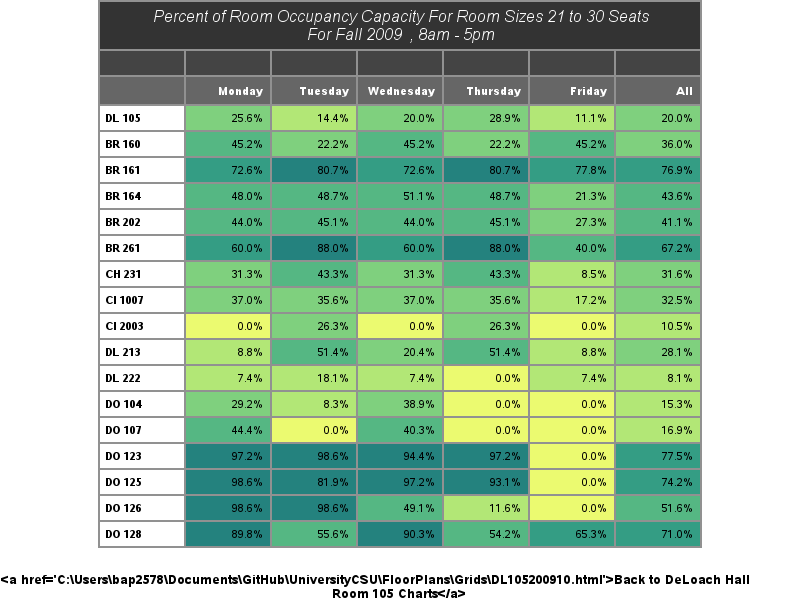 Percent of Room Occupancy Capacity For Room Sizes 21 to 30 Seats
For Fall 2009 , 8am - 5pm
Monday Tuesday Wednesday Thursday Friday All
DL 105 25.6% 14.4% 20.0% 28.9% 11.1% 20.0%
BR 160 45.2% 22.2% 45.2% 22.2% 45.2% 36.0%
BR 161 72.6% 80.7% 72.6% 80.7% 77.8% 76.9%
BR 164 48.0% 48.7% 51.1% 48.7% 21.3% 43.6%
BR 202 44.0% 45.1% 44.0% 45.1% 27.3% 41.1%
BR 261 60.0% 88.0% 60.0% 88.0% 40.0% 67.2%
CH 231 31.3% 43.3% 31.3% 43.3% 8.5% 31.6%
CI 1007 37.0% 35.6% 37.0% 35.6% 17.2% 32.5%
CI 2003 0.0% 26.3% 0.0% 26.3% 0.0% 10.5%
DL 213 8.8% 51.4% 20.4% 51.4% 8.8% 28.1%
DL 222 7.4% 18.1% 7.4% 0.0% 7.4% 8.1%
DO 104 29.2% 8.3% 38.9% 0.0% 0.0% 15.3%
DO 107 44.4% 0.0% 40.3% 0.0% 0.0% 16.9%
DO 123 97.2% 98.6% 94.4% 97.2% 0.0% 77.5%
DO 125 98.6% 81.9% 97.2% 93.1% 0.0% 74.2%
DO 126 98.6% 98.6% 49.1% 11.6% 0.0% 51.6%
DO 128 89.8% 55.6% 90.3% 54.2% 65.3% 71.0%
<a href='C:\Users\bap2578\Documents\GitHub\UniversityCSU\FloorPlans\Grids\DL105200910.html'>Back to DeLoach Hall
Room 105 Charts</a>